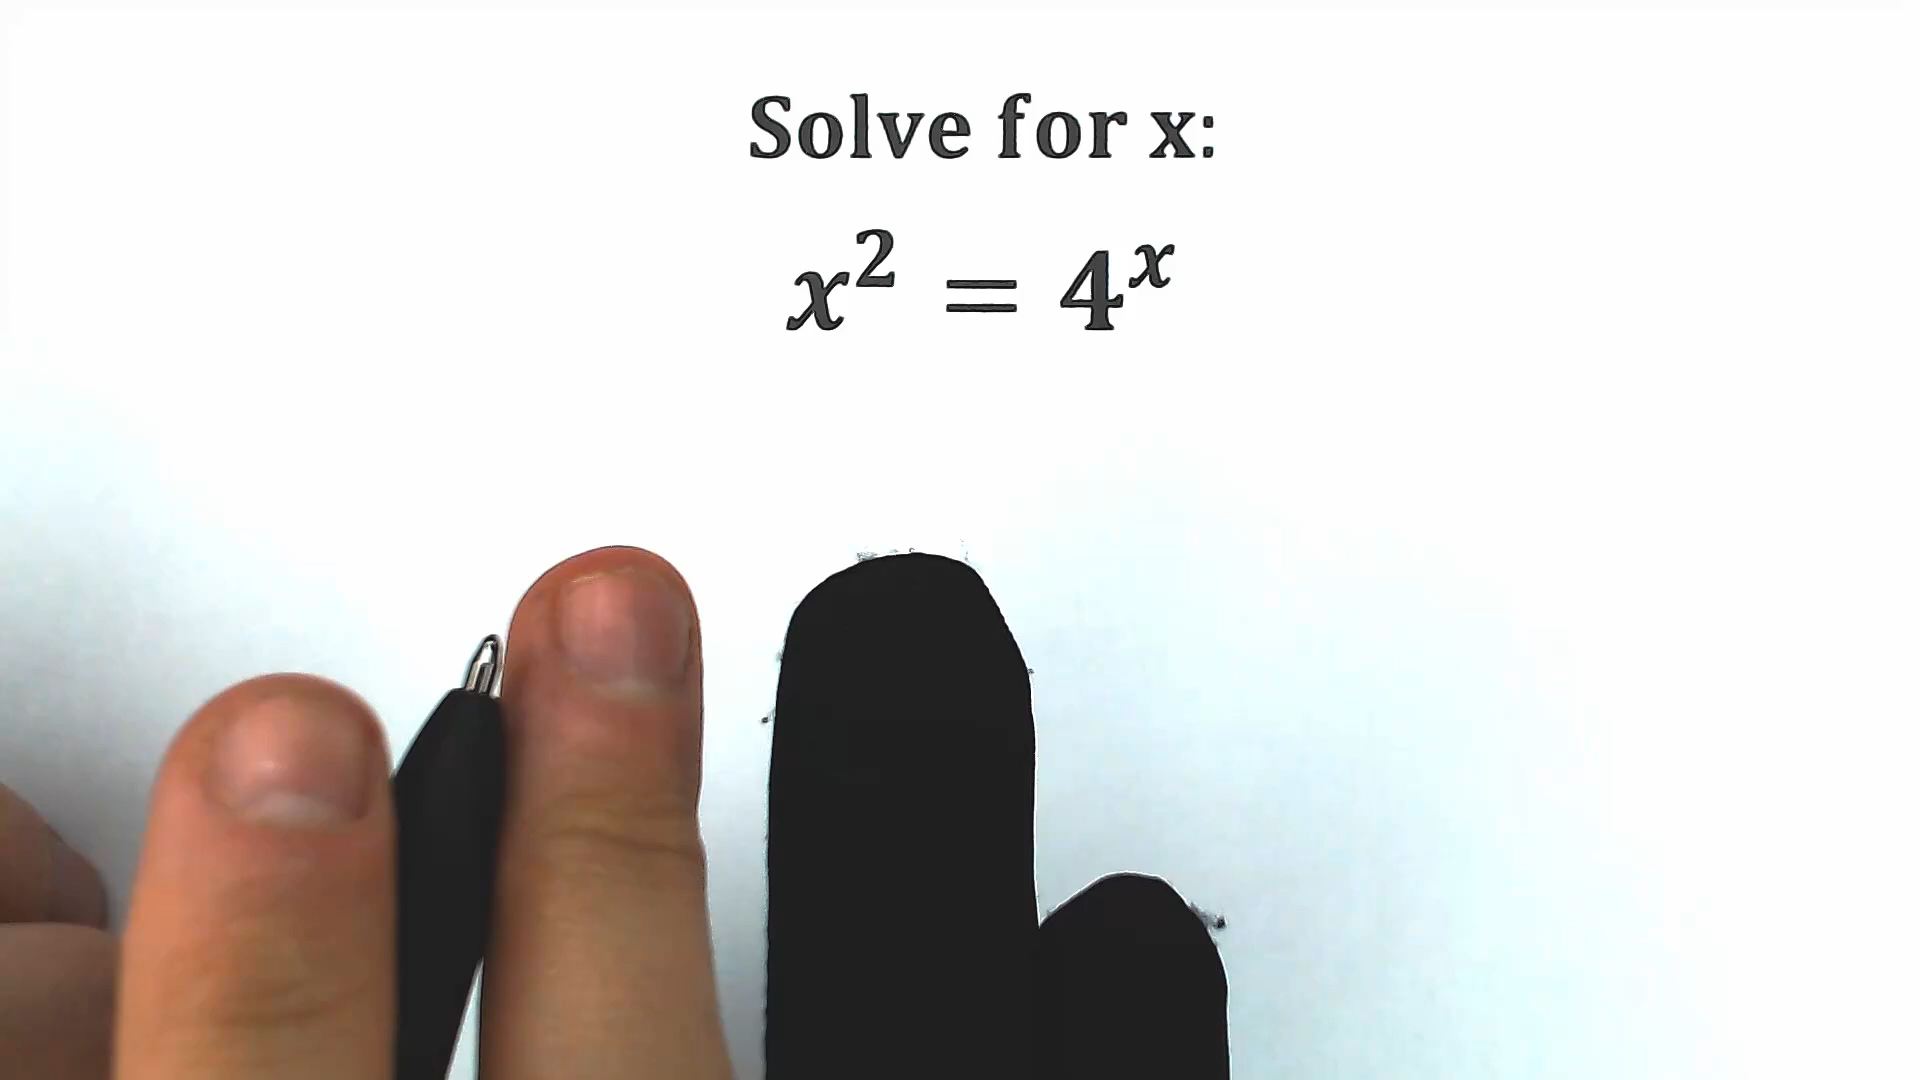 Solve for x:
x² = 4ˣ